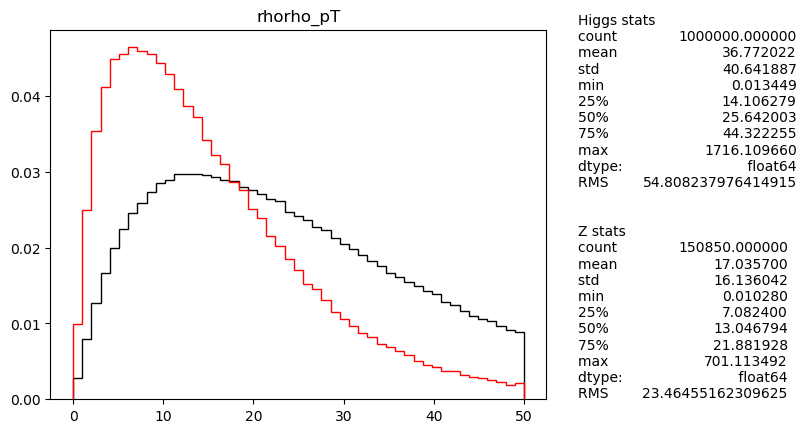 rhorho_pT
0.04
0.03
0.02
0.01
0.00
0 10 20 30 40 50
Higgs stats
count 1000000.000000
mean 36.772022
std 40.641887
min 0.013449
25% 14.106279
50% 25.642003
75% 44.322255
max 1716.109660
dtype: float64
RMS 54.808237976414915
Z stats
count 150850.000000
mean 17.035700
std 16.136042
min 0.010280
25% 7.082400
50% 13.046794
75% 21.881928
max 701.113492
dtype: float64
RMS 23.46455162309625